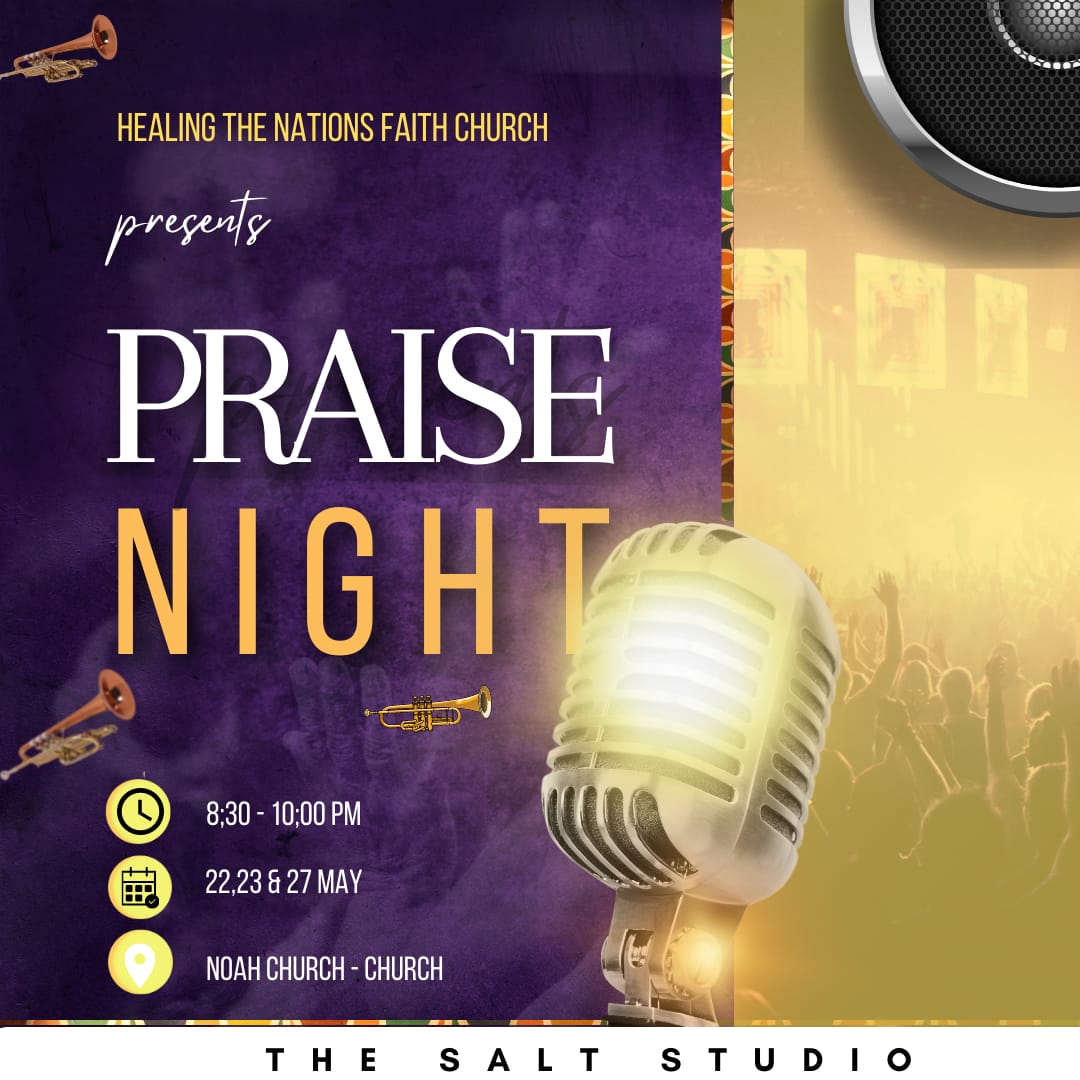 HEALING THE NATIONS FAITH CHURCH
presents
PRAISE
NIGHT
8;30 - 10;00 PM
22,23 & 27 MAY
NOAH CHURCH - CHURCH
THE SALT STUDIO